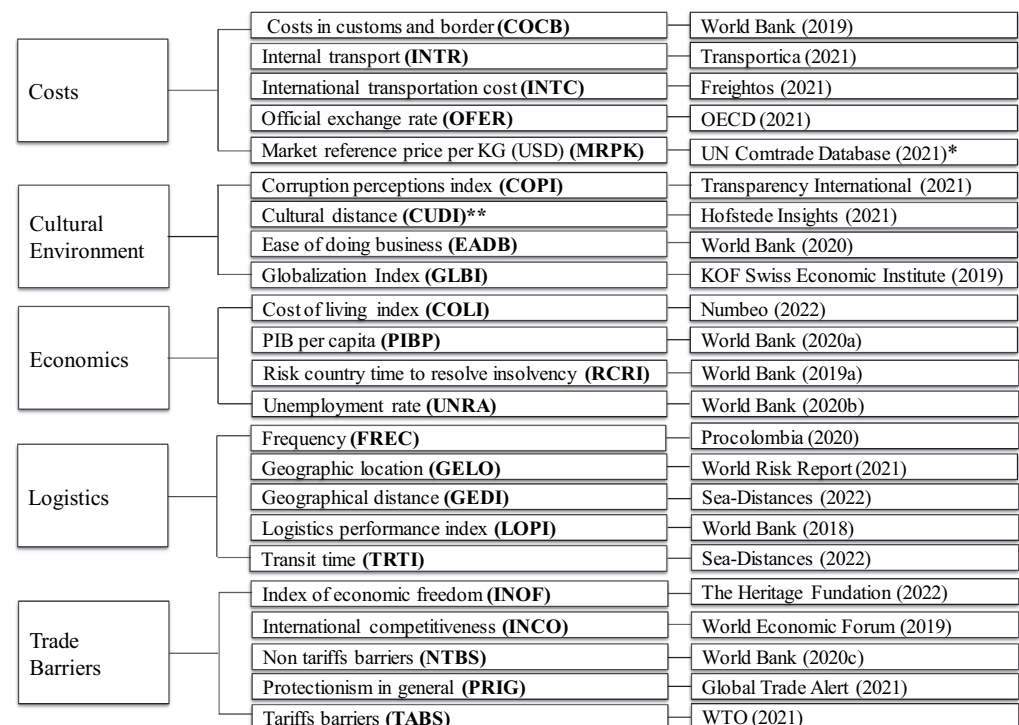 Costs
Costs in customs and border (COCB) World Bank (2019)
Internal transport (INTR) Transportica (2021)
International transportation cost (INTC) Freightos (2021)
Official exchange rate (OFER) OECD (2021)
Market reference price per KG (USD) (MRPK) UN Comtrade Database (2021)*
Cultural
Environment
Corruption perceptions index (COPI) Transparency International (2021)
Cultural distance (CUDI)** Hofstede Insights (2021)
Ease of doing business (EADB) World Bank (2020)
Globalization Index (GLBI) KOF Swiss Economic Institute (2019)
Economics
Cost of living index (COLI) Numbeo (2022)
PIB per capita (PIBP) World Bank (2020a)
Risk country time to resolve insolvency (RCRI) World Bank (2019a)
Unemployment rate (UNRA) World Bank (2020b)
Logistics
Frequency (FREC) Procolombia (2020)
Geographic location (GELO) World Risk Report (2021)
Geographical distance (GEDI) Sea-Distances (2022)
Logistics performance index (LOPI) World Bank (2018)
Transit time (TRTI) Sea-Distances (2022)
Trade
Barriers
Index of economic freedom (INOF) The Heritage Fundation (2022)
International competitiveness (INCO) World Economic Forum (2019)
Non tariffs barriers (NTBS) World Bank (2020c)
Protectionism in general (PRIG) Global Trade Alert (2021)
Tariffs barriers (TABS) WTO (2021)